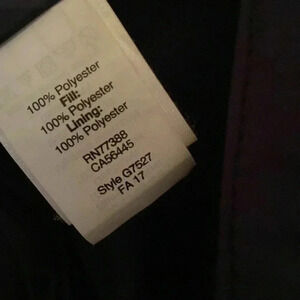 100% Polyester
Fill:
100% Polyester
Lining:
100% Polyester
RN77388
CA56445
Style G7527
FA 17